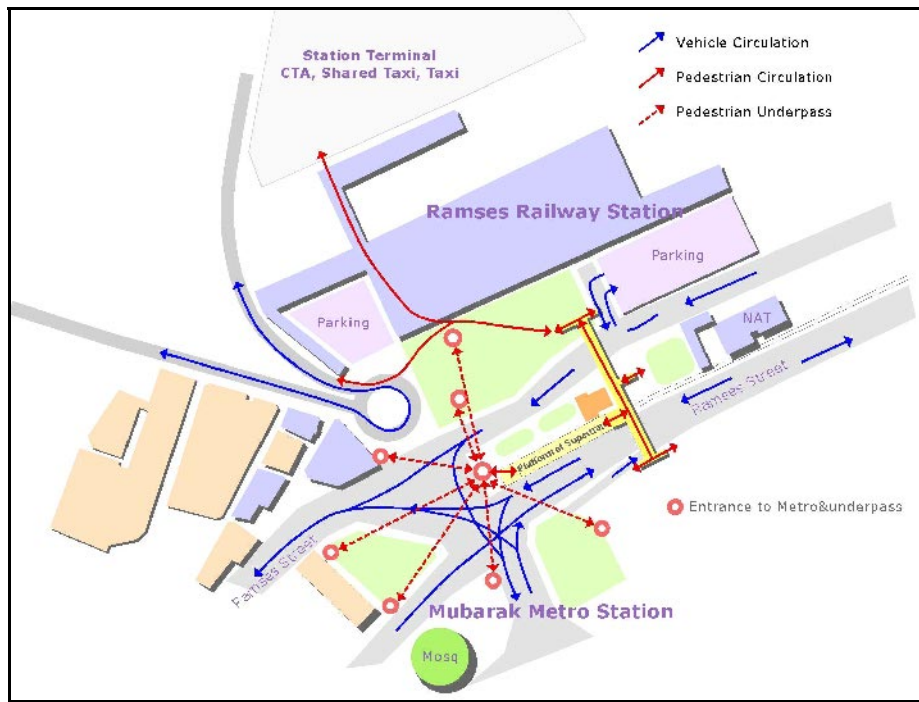 Station Terminal
CTA, Shared Taxi, Taxi
Vehicle Circulation
Pedestrian Circulation
Pedestrian Underpass
Ramses Railway Station
Parking
Parking
NAT
Ramses Street
Platform of Supertram
Entrance to Metro&underpass
Ramses Street
Mubarak Metro Station
Mosq